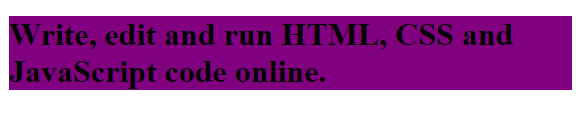 Write, edit and run HTML, CSS and
JavaScript code online.